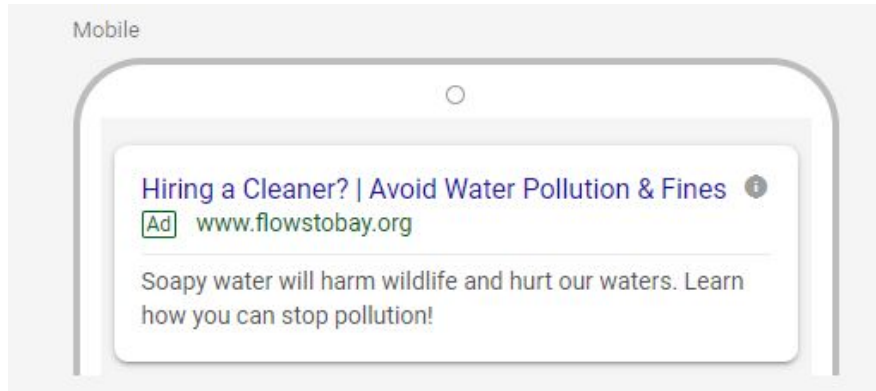 Mobile
Hiring a Cleaner? | Avoid Water Pollution & Fines
Ad www.flowstobay.org
Soapy water will harm wildlife and hurt our waters. Learn
how you can stop pollution!